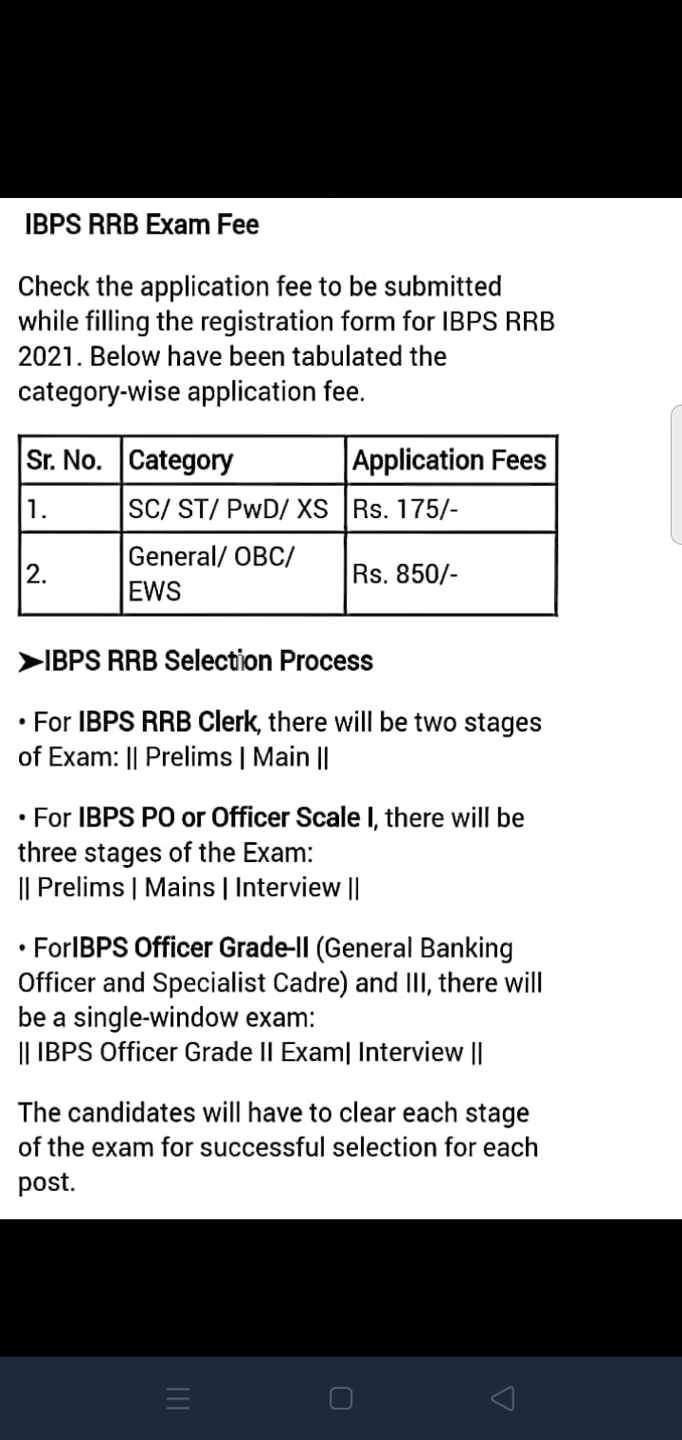 IBPS RRB Exam Fee
Check the application fee to be submitted
while filling the registration form for IBPS RRB
2021. Below have been tabulated the
category-wise application fee.
Sr. No. Category Application Fees
1. SC/ ST/ PwD/ XS Rs. 175/-
2. General/ OBC/ EWS Rs. 850/-
➤IBPS RRB Selection Process
• For IBPS RRB Clerk, there will be two stages
of Exam: || Prelims | Main ||
• For IBPS PO or Officer Scale I, there will be
three stages of the Exam:
|| Prelims | Mains | Interview ||
• ForIBPS Officer Grade-II (General Banking
Officer and Specialist Cadre) and III, there will
be a single-window exam:
|| IBPS Officer Grade II Exam| Interview ||
The candidates will have to clear each stage
of the exam for successful selection for each
post.